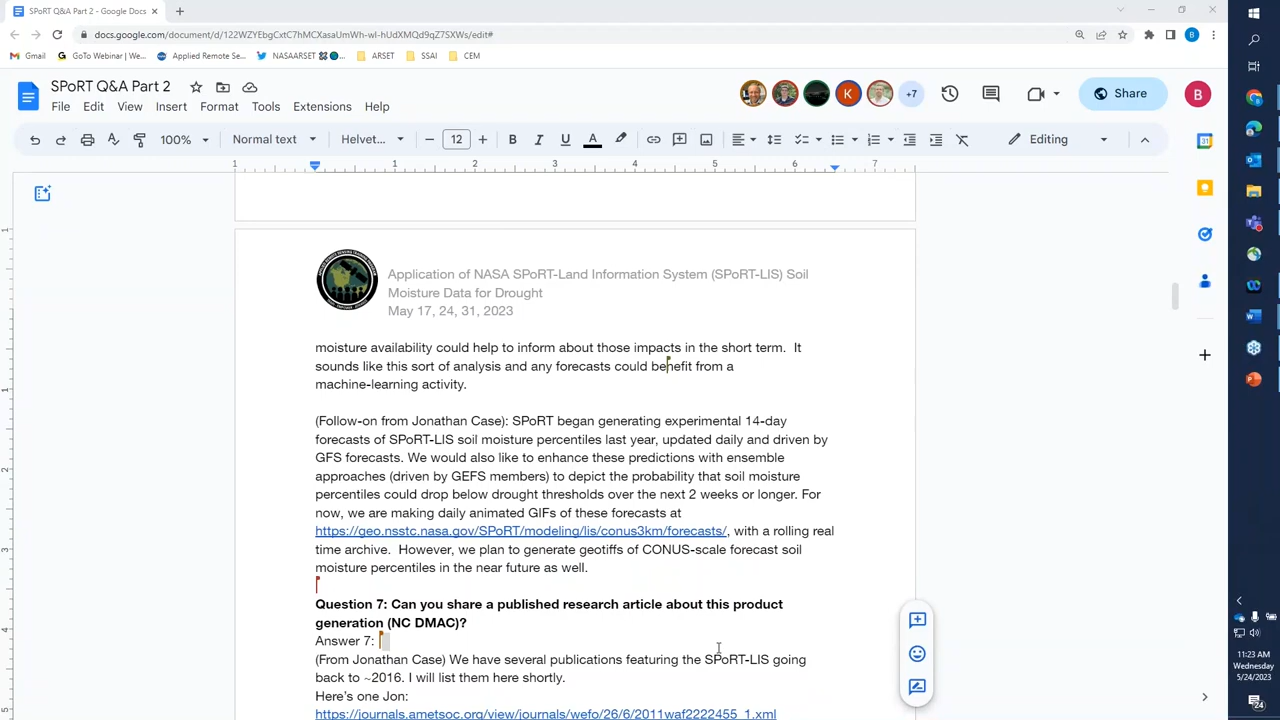 SPoRT Q&A Part 2 - Google Docs
docs.google.com/document/d/122WZYEbgCxtC7hMCXasaUmWh-wI-hUdXMQd9qZ7SXWs/edit#
Gmail
GoTo Webinar | We...
Applied Remote Se...
NASAARSET
ARSET
SSAI
CEM
SPoRT Q&A Part 2
File Edit View Insert Format Tools Extensions Help
K
+7
Share
B
100%
Normal text
Helvet...
12
Editing
1 1 2 3 4 5 6 7
Application of NASA SPoRT-Land Information System (SPoRT-LIS) Soil
Moisture Data for Drought
May 17, 24, 31, 2023
moisture availability could help to inform about those impacts in the short term. It
sounds like this sort of analysis and any forecasts could benefit from a
machine-learning activity.
(Follow-on from Jonathan Case): SPoRT began generating experimental 14-day
forecasts of SPoRT-LIS soil moisture percentiles last year, updated daily and driven by
GFS forecasts. We would also like to enhance these predictions with ensemble
approaches (driven by GEFS members) to depict the probability that soil moisture
percentiles could drop below drought thresholds over the next 2 weeks or longer. For
now, we are making daily animated GIFs of these forecasts at
https://geo.nsstc.nasa.gov/SPoRT/modeling/lis/conus3km/forecasts/, with a rolling real
time archive. However, we plan to generate geotiffs of CONUS-scale forecast soil
moisture percentiles in the near future as well.
Question 7: Can you share a published research article about this product
generation (NC DMAC)?
Answer 7:
(From Jonathan Case) We have several publications featuring the SPoRT-LIS going
back to ~2016. I will list them here shortly.
Here's one Jon:
https://journals.ametsoc.org/view/journals/wefo/26/6/2011waf2222455_1.xml
11:23 AM
Wednesday
5/24/2023
24